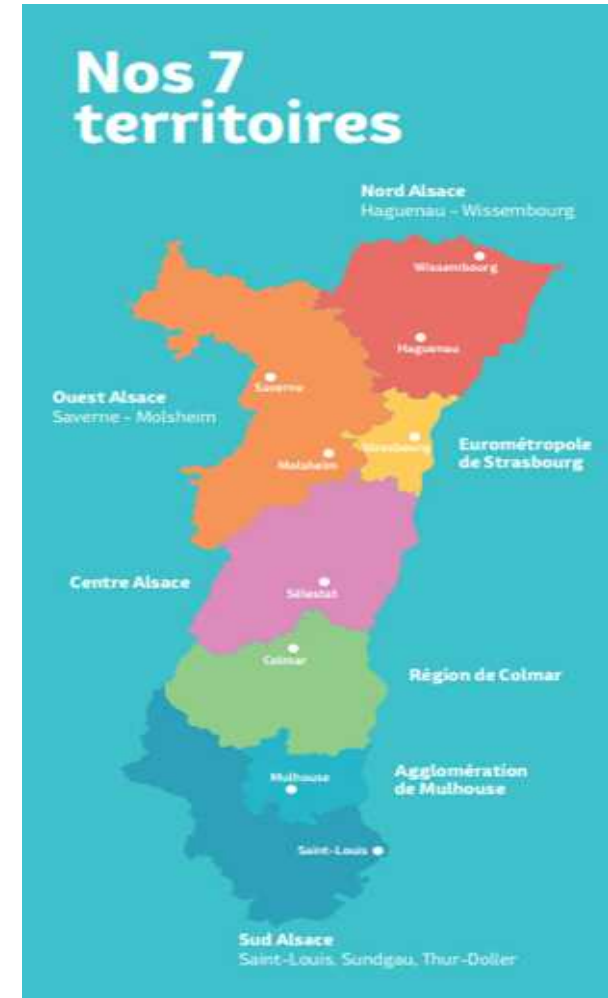 Nos 7
territoires
Nord Alsace
Haguenau - Wissembourg
Wissembourg
Haguenau
Saverne
Ouest Alsace
Saverne - Molsheim
Strasbourg
Eurométropole
de Strasbourg
Molsheim
Centre Alsace
Sélestat
Colmar
Région de Colmar
Agglomération
de Mulhouse
Mulhouse
Saint-Louis
Sud Alsace
Saint-Louis, Sundgau, Thur-Doller